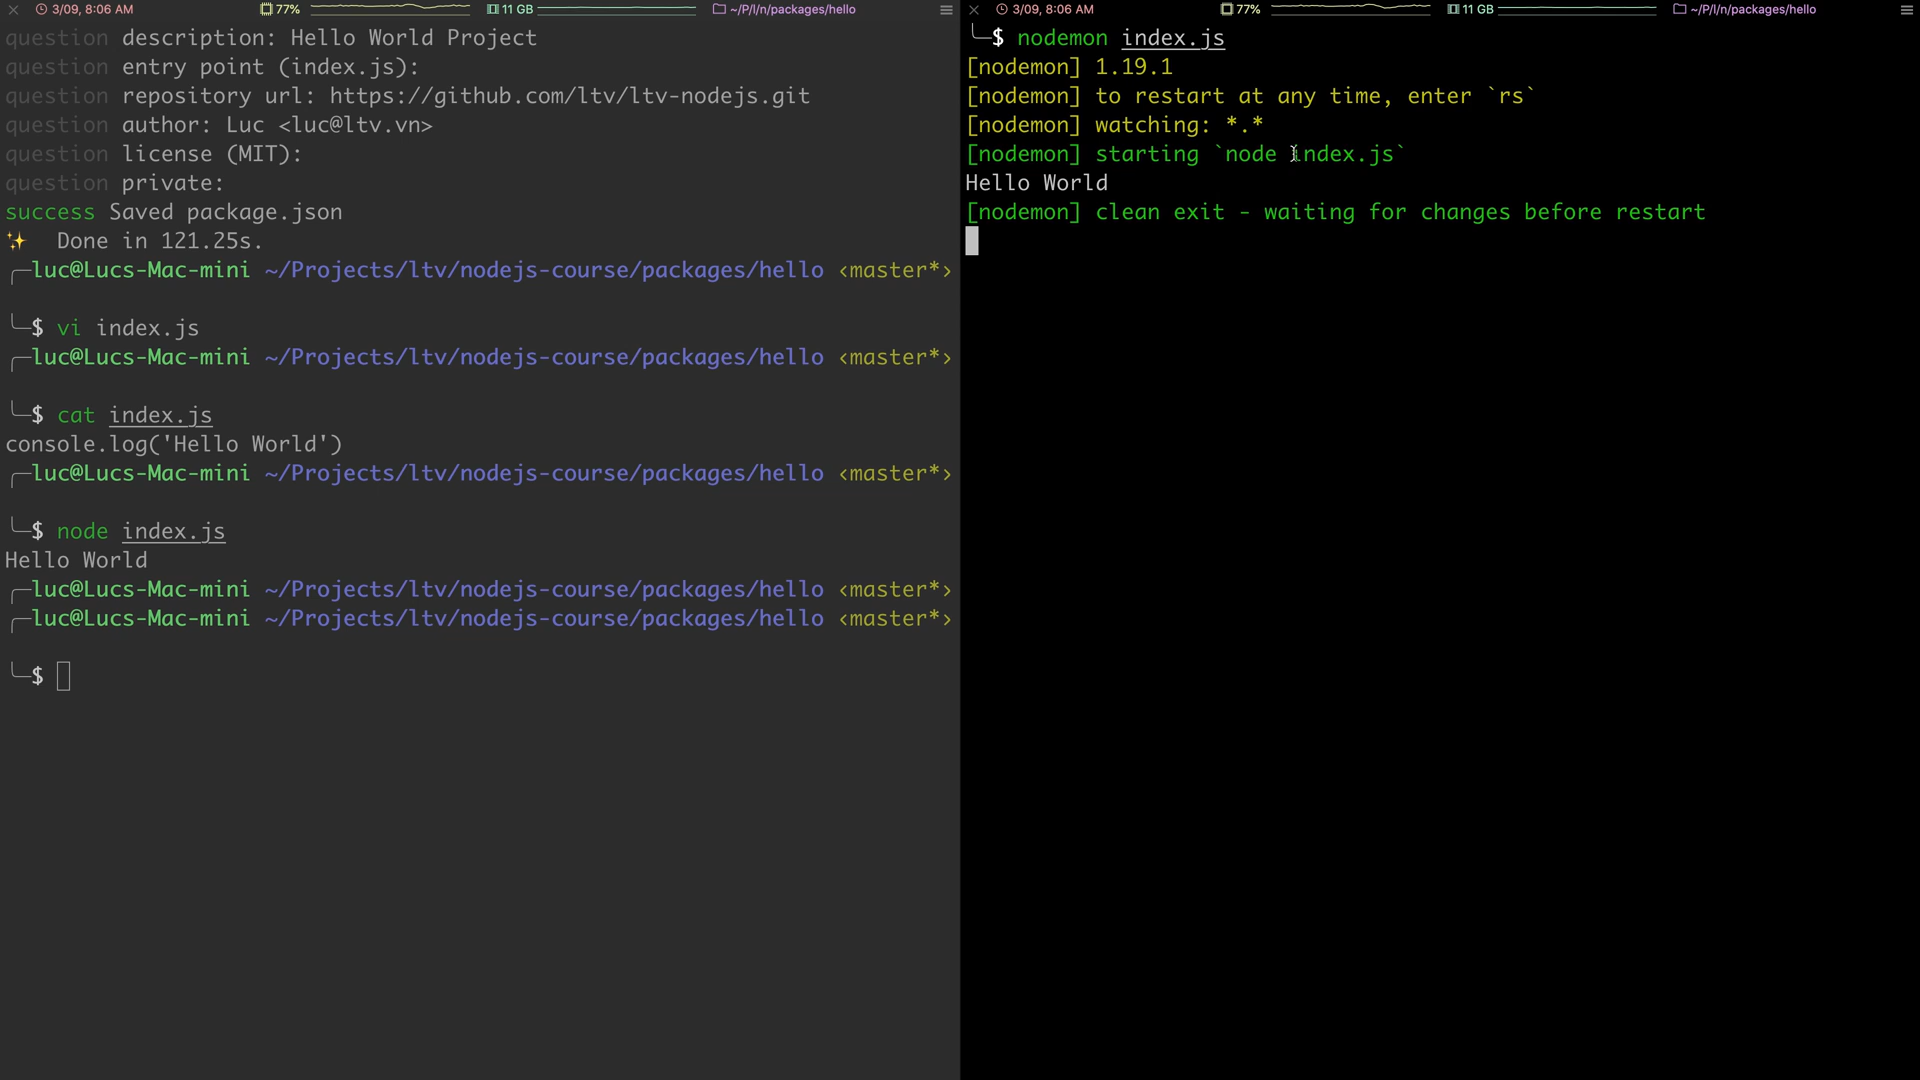 3/09, 8:06 AM 77% 11 GB ~/P/l/n/packages/hello
question description: Hello World Project
question entry point (index.js):
question repository url: https://github.com/ltv/ltv-nodejs.git
question author: Luc <luc@ltv.vn>
question license (MIT):
question private:
success Saved package.json
✨ Done in 121.25s.
╭─luc@Lucs-Mac-mini ~/Projects/ltv/nodejs-course/packages/hello ‹master*›
╰─$ vi index.js
╭─luc@Lucs-Mac-mini ~/Projects/ltv/nodejs-course/packages/hello ‹master*›
╰─$ cat index.js
console.log('Hello World')
╭─luc@Lucs-Mac-mini ~/Projects/ltv/nodejs-course/packages/hello ‹master*›
╰─$ node index.js
Hello World
╭─luc@Lucs-Mac-mini ~/Projects/ltv/nodejs-course/packages/hello ‹master*›
╭─luc@Lucs-Mac-mini ~/Projects/ltv/nodejs-course/packages/hello ‹master*›
╰─$
3/09, 8:06 AM 77% 11 GB ~/P/l/n/packages/hello
╰─$ nodemon index.js
[nodemon] 1.19.1
[nodemon] to restart at any time, enter `rs`
[nodemon] watching: *.*
[nodemon] starting `node index.js`
Hello World
[nodemon] clean exit - waiting for changes before restart